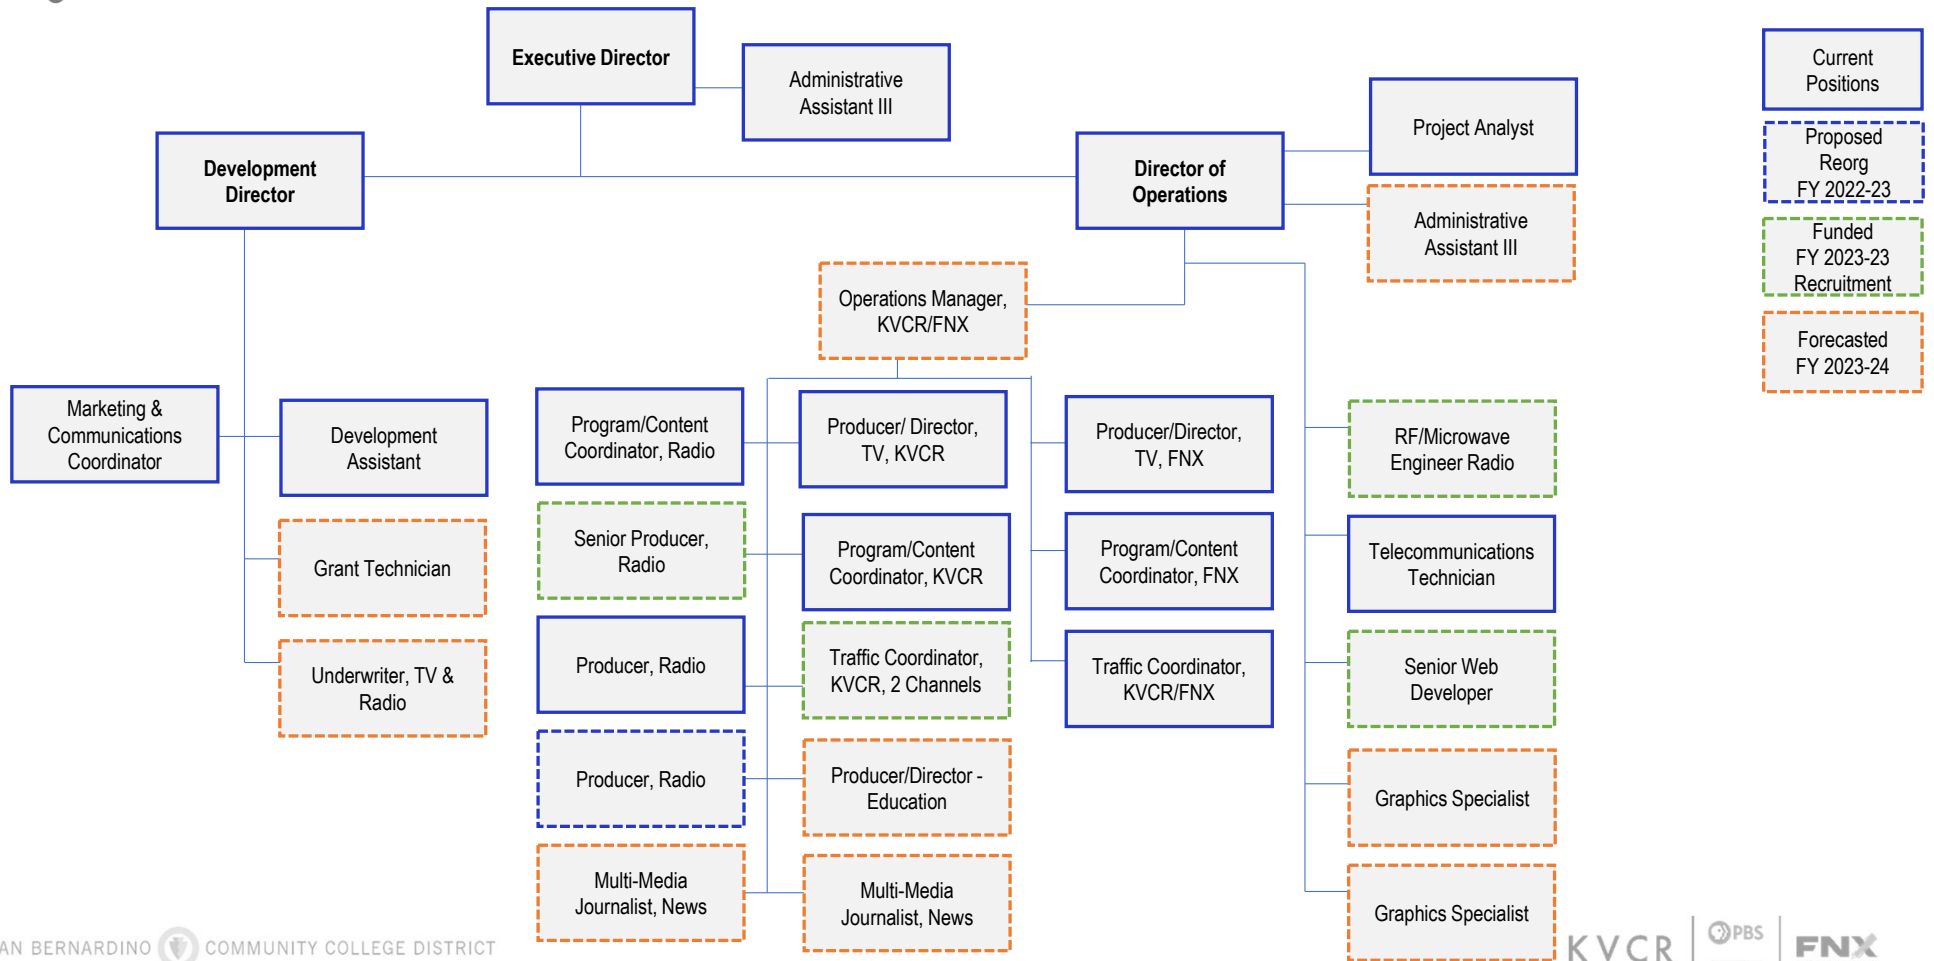 Executive Director
Administrative
Assistant III
Current
Positions
Project Analyst
Proposed
Reorg
FY 2022-23
Development
Director
Director of
Operations
Administrative
Assistant III
Funded
FY 2023-23
Recruitment
Operations Manager,
KVCR/FNX
Forecasted
FY 2023-24
Marketing &
Communications
Coordinator
Development
Assistant
Program/Content
Coordinator, Radio
Producer/ Director,
TV, KVCR
Producer/Director,
TV, FNX
RF/Microwave
Engineer Radio
Grant Technician
Senior Producer,
Radio
Program/Content
Coordinator, KVCR
Program/Content
Coordinator, FNX
Telecommunications
Technician
Underwriter, TV &
Radio
Producer, Radio
Traffic Coordinator,
KVCR, 2 Channels
Traffic Coordinator,
KVCR/FNX
Senior Web
Developer
Producer, Radio
Producer/Director -
Education
Graphics Specialist
Multi-Media
Journalist, News
Multi-Media
Journalist, News
Graphics Specialist
AN BERNARDINO COMMUNITY COLLEGE DISTRICT
KVCR PBS FNX